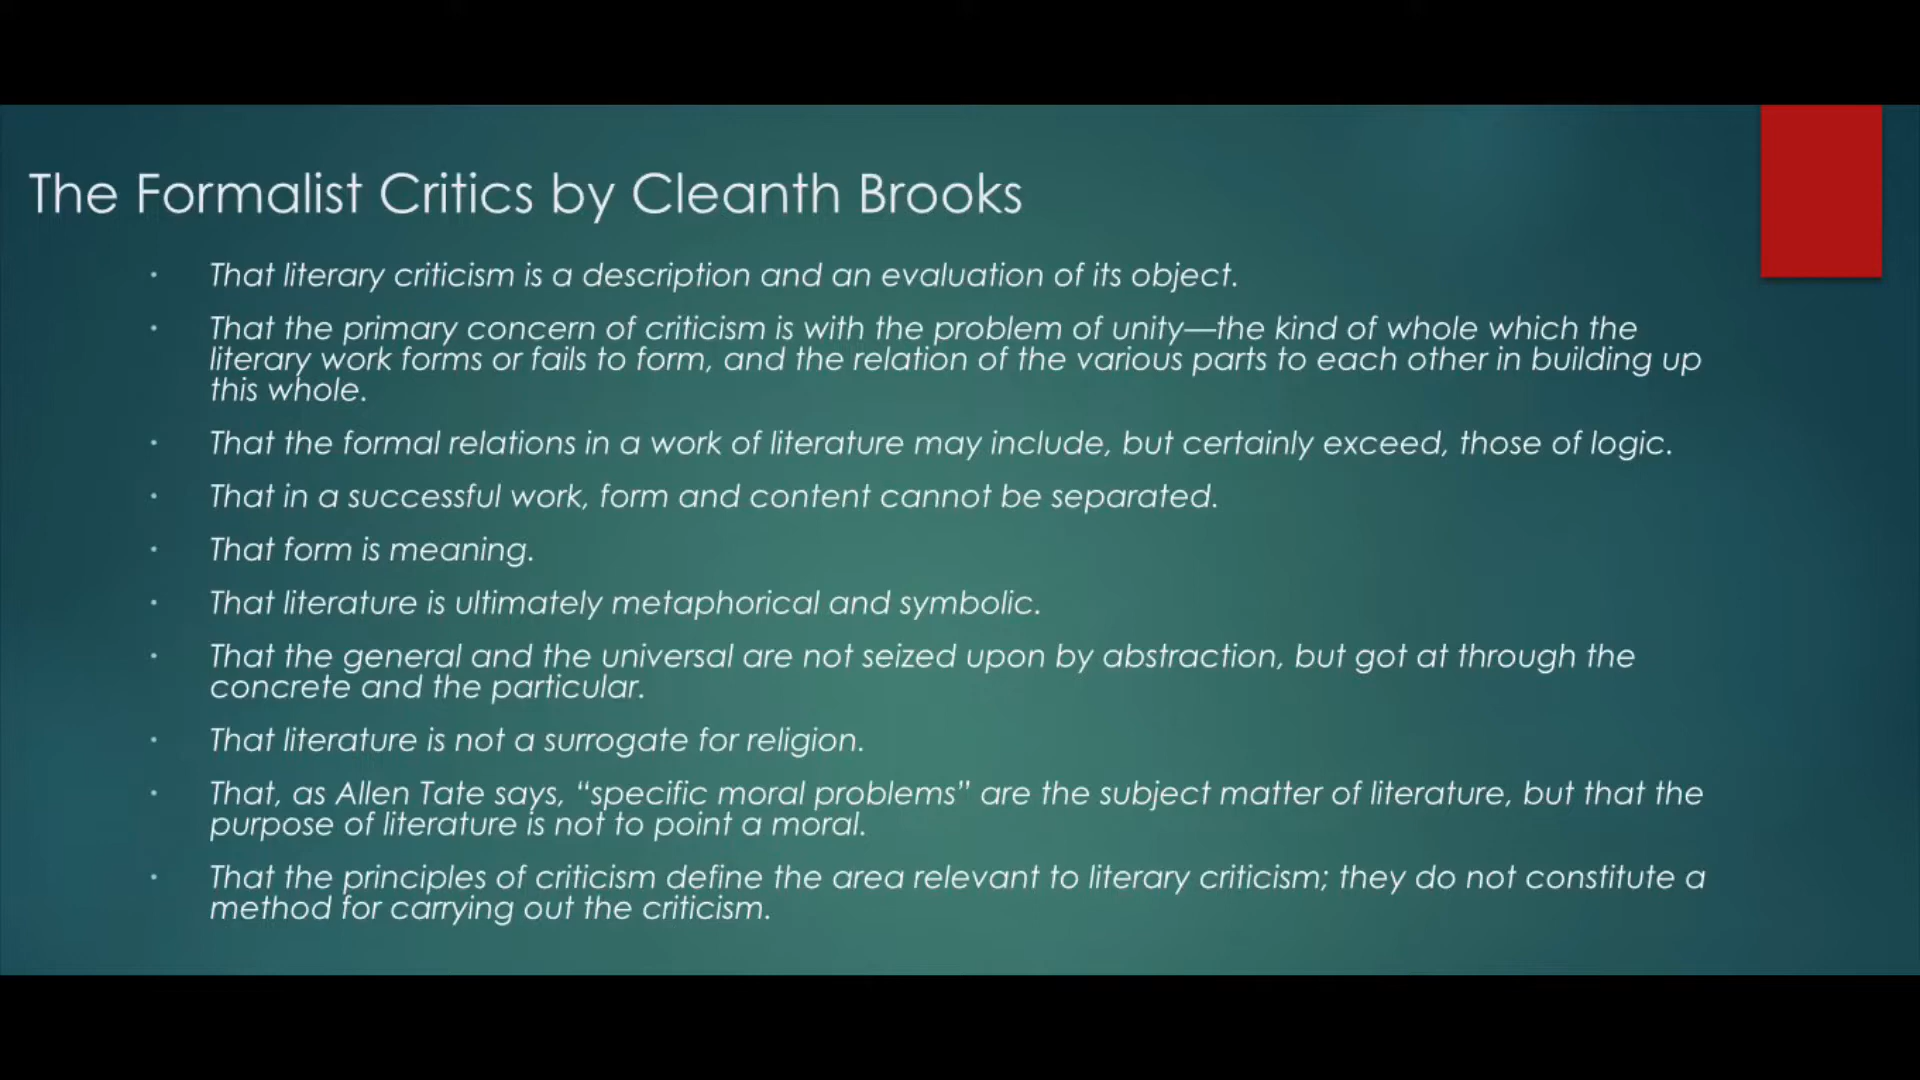 The Formalist Critics by Cleanth Brooks
• That literary criticism is a description and an evaluation of its object.
• That the primary concern of criticism is with the problem of unity—the kind of whole which the
literary work forms or fails to form, and the relation of the various parts to each other in building up
this whole.
• That the formal relations in a work of literature may include, but certainly exceed, those of logic.
• That in a successful work, form and content cannot be separated.
• That form is meaning.
• That literature is ultimately metaphorical and symbolic.
• That the general and the universal are not seized upon by abstraction, but got at through the
concrete and the particular.
• That literature is not a surrogate for religion.
• That, as Allen Tate says, “specific moral problems” are the subject matter of literature, but that the
purpose of literature is not to point a moral.
• That the principles of criticism define the area relevant to literary criticism; they do not constitute a
method for carrying out the criticism.